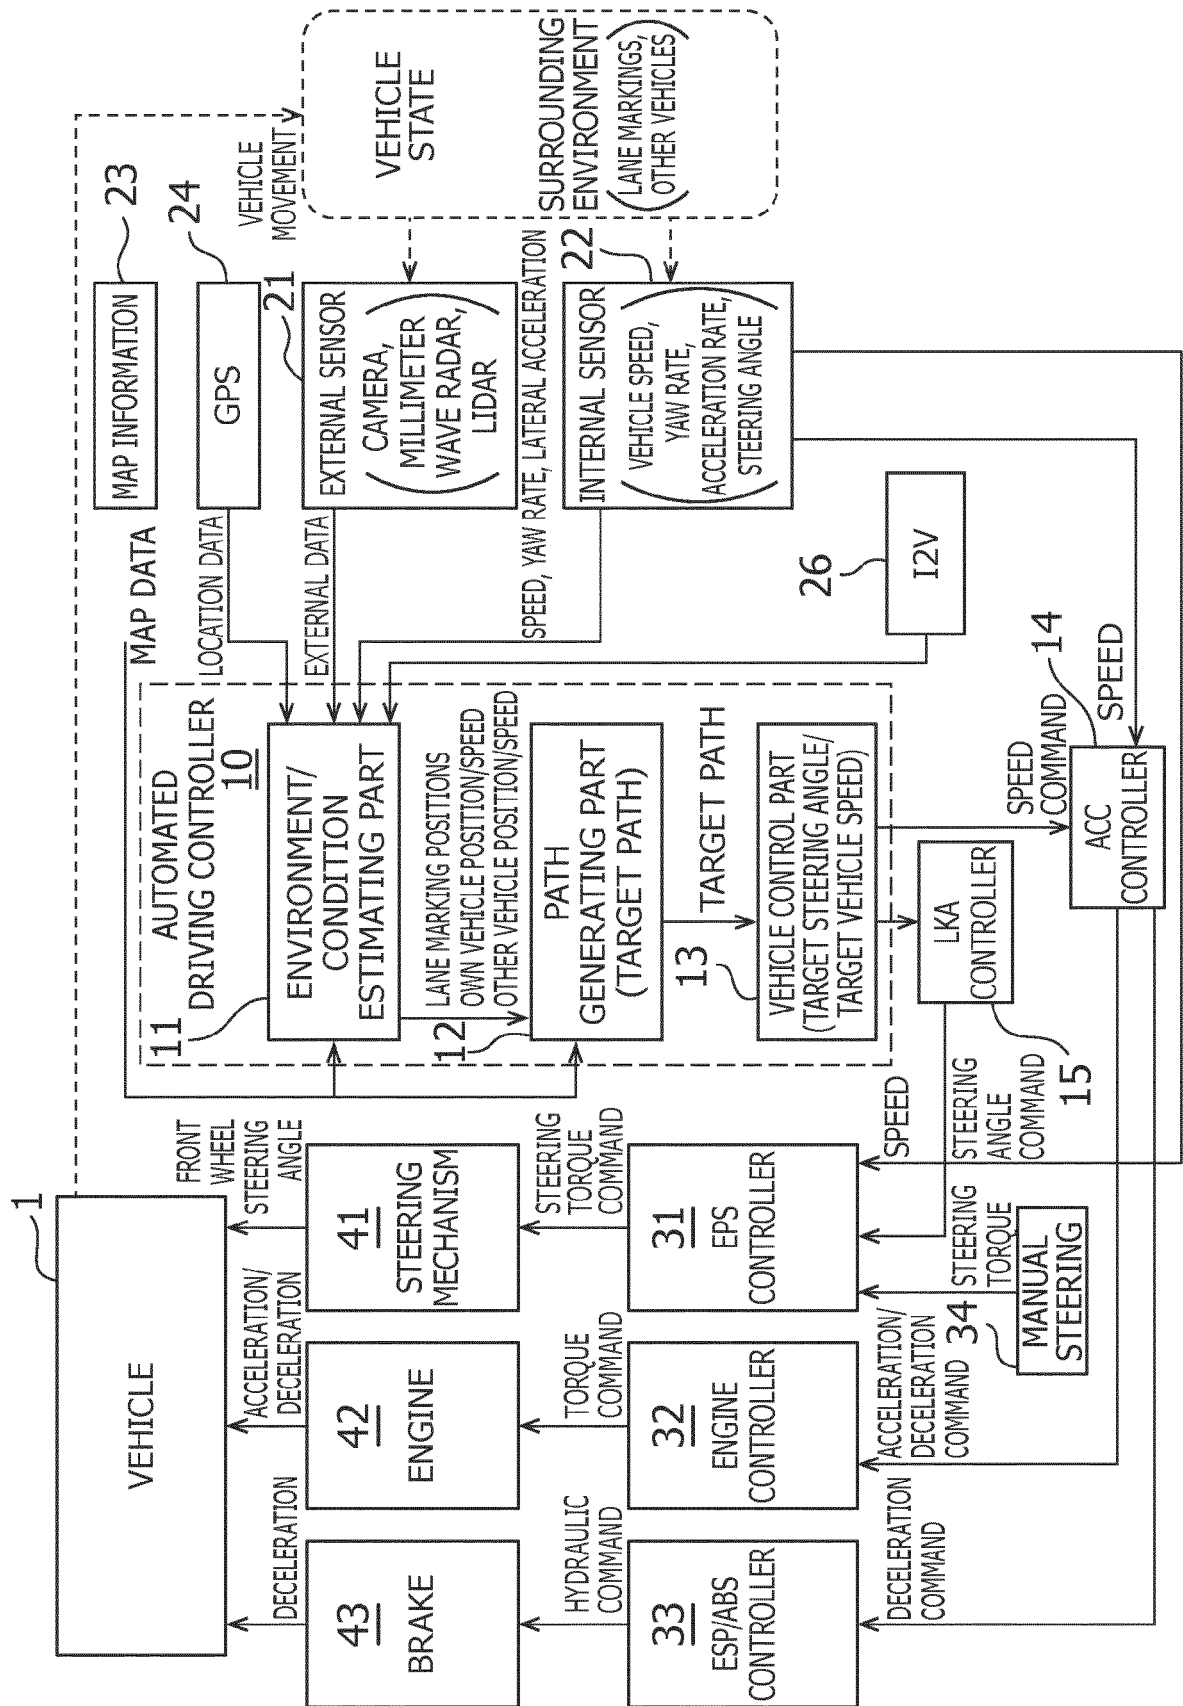 1
VEHICLE
VEHICLE
MOVEMENT
VEHICLE
STATE
SURROUNDING
ENVIRONMENT
(LANE MARKINGS,
OTHER VEHICLES)
23
MAP INFORMATION
MAP DATA
24
GPS
LOCATION DATA
21
EXTERNAL SENSOR
(CAMERA,
MILLIMETER
WAVE RADAR,
LIDAR)
EXTERNAL DATA
22
INTERNAL SENSOR
(VEHICLE SPEED,
YAW RATE,
ACCELERATION RATE,
STEERING ANGLE)
SPEED, YAW RATE, LATERAL ACCELERATION
26
I2V
AUTOMATED
DRIVING CONTROLLER
10
11
ENVIRONMENT/
CONDITION
ESTIMATING PART
LANE MARKING POSITIONS
OWN VEHICLE POSITION/SPEED
OTHER VEHICLE POSITION/SPEED
12
PATH
GENERATING PART
(TARGET PATH)
TARGET PATH
13
VEHICLE CONTROL PART
(TARGET STEERING ANGLE/
TARGET VEHICLE SPEED)
SPEED
COMMAND
14
SPEED
ACC
CONTROLLER
LKA
CONTROLLER
15
FRONT
WHEEL
STEERING
ANGLE
41
STEERING
MECHANISM
STEERING
TORQUE
COMMAND
31
EPS
CONTROLLER
SPEED
STEERING
ANGLE
COMMAND
STEERING
TORQUE
34
MANUAL
STEERING
ACCELERATION/
DECELERATION
42
ENGINE
TORQUE
COMMAND
32
ENGINE
CONTROLLER
ACCELERATION/
DECELERATION
COMMAND
DECELERATION
43
BRAKE
HYDRAULIC
COMMAND
33
ESP/ABS
CONTROLLER
DECELERATION
COMMAND